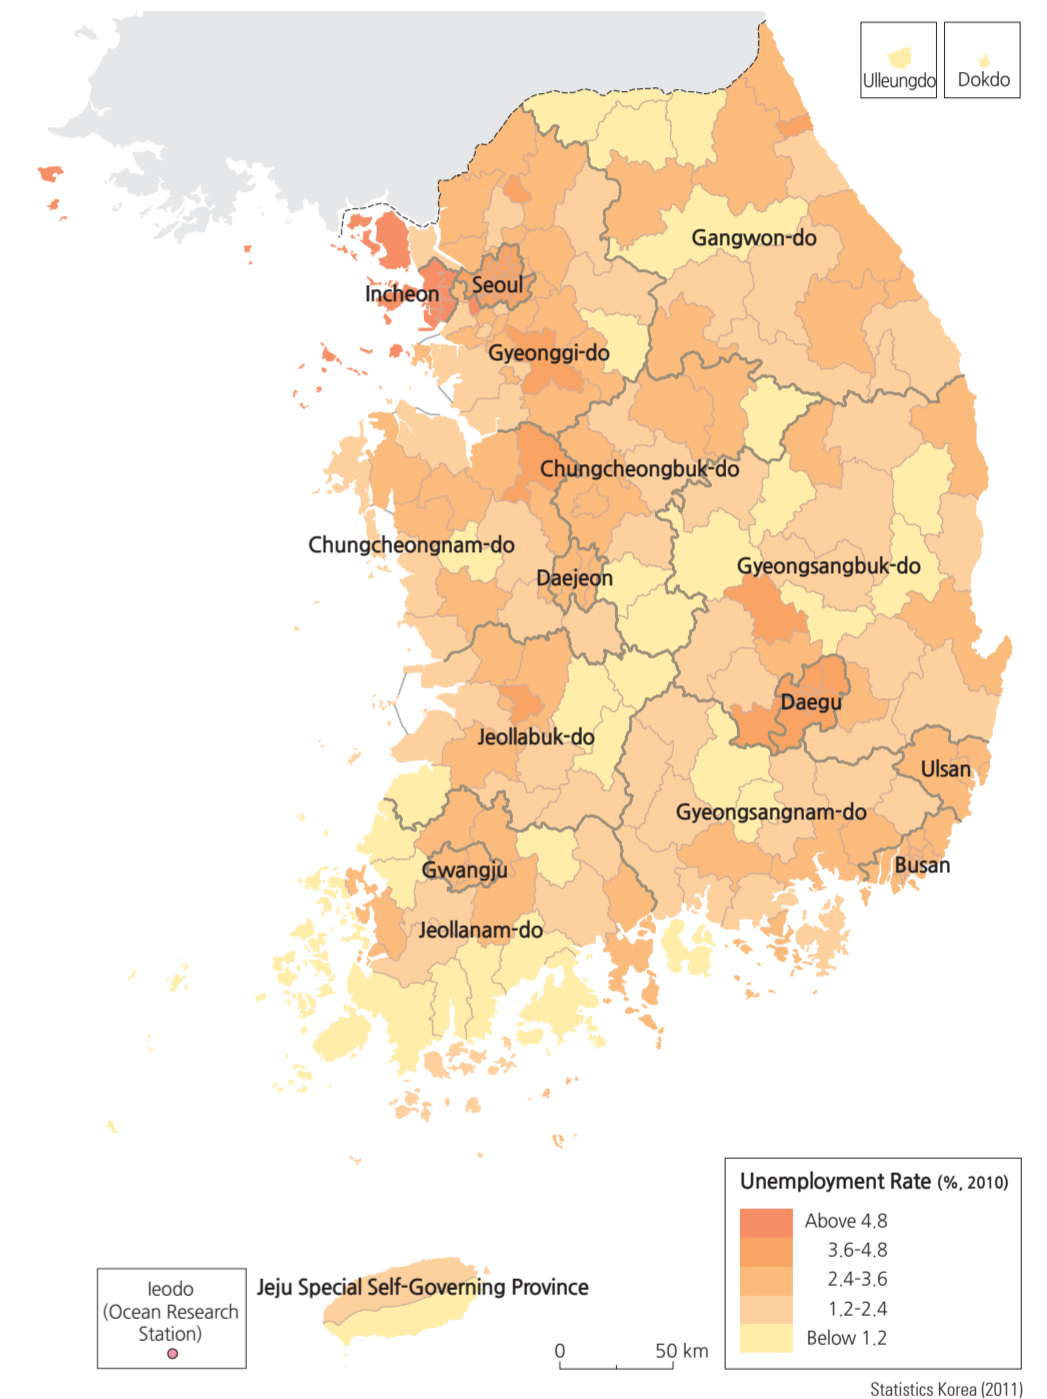 Ulleungdo
Dokdo
Gangwon-do
Seoul
Incheon
Gyeonggi-do
Chungcheongbuk-do
Chungcheongnam-do
Gyeongsangbuk-do
Daejeon
Daegu
Jeollabuk-do
Ulsan
Gyeongsangnam-do
Busan
Gwangju
Jeollanam-do
Unemployment Rate (%, 2010)
Above 4.8
3.6-4.8
2.4-3.6
1.2-2.4
Below 1.2
Jeju Special Self-Governing Province
Ieodo
(Ocean Research
Station)
0 50 km
Statistics Korea (2011)